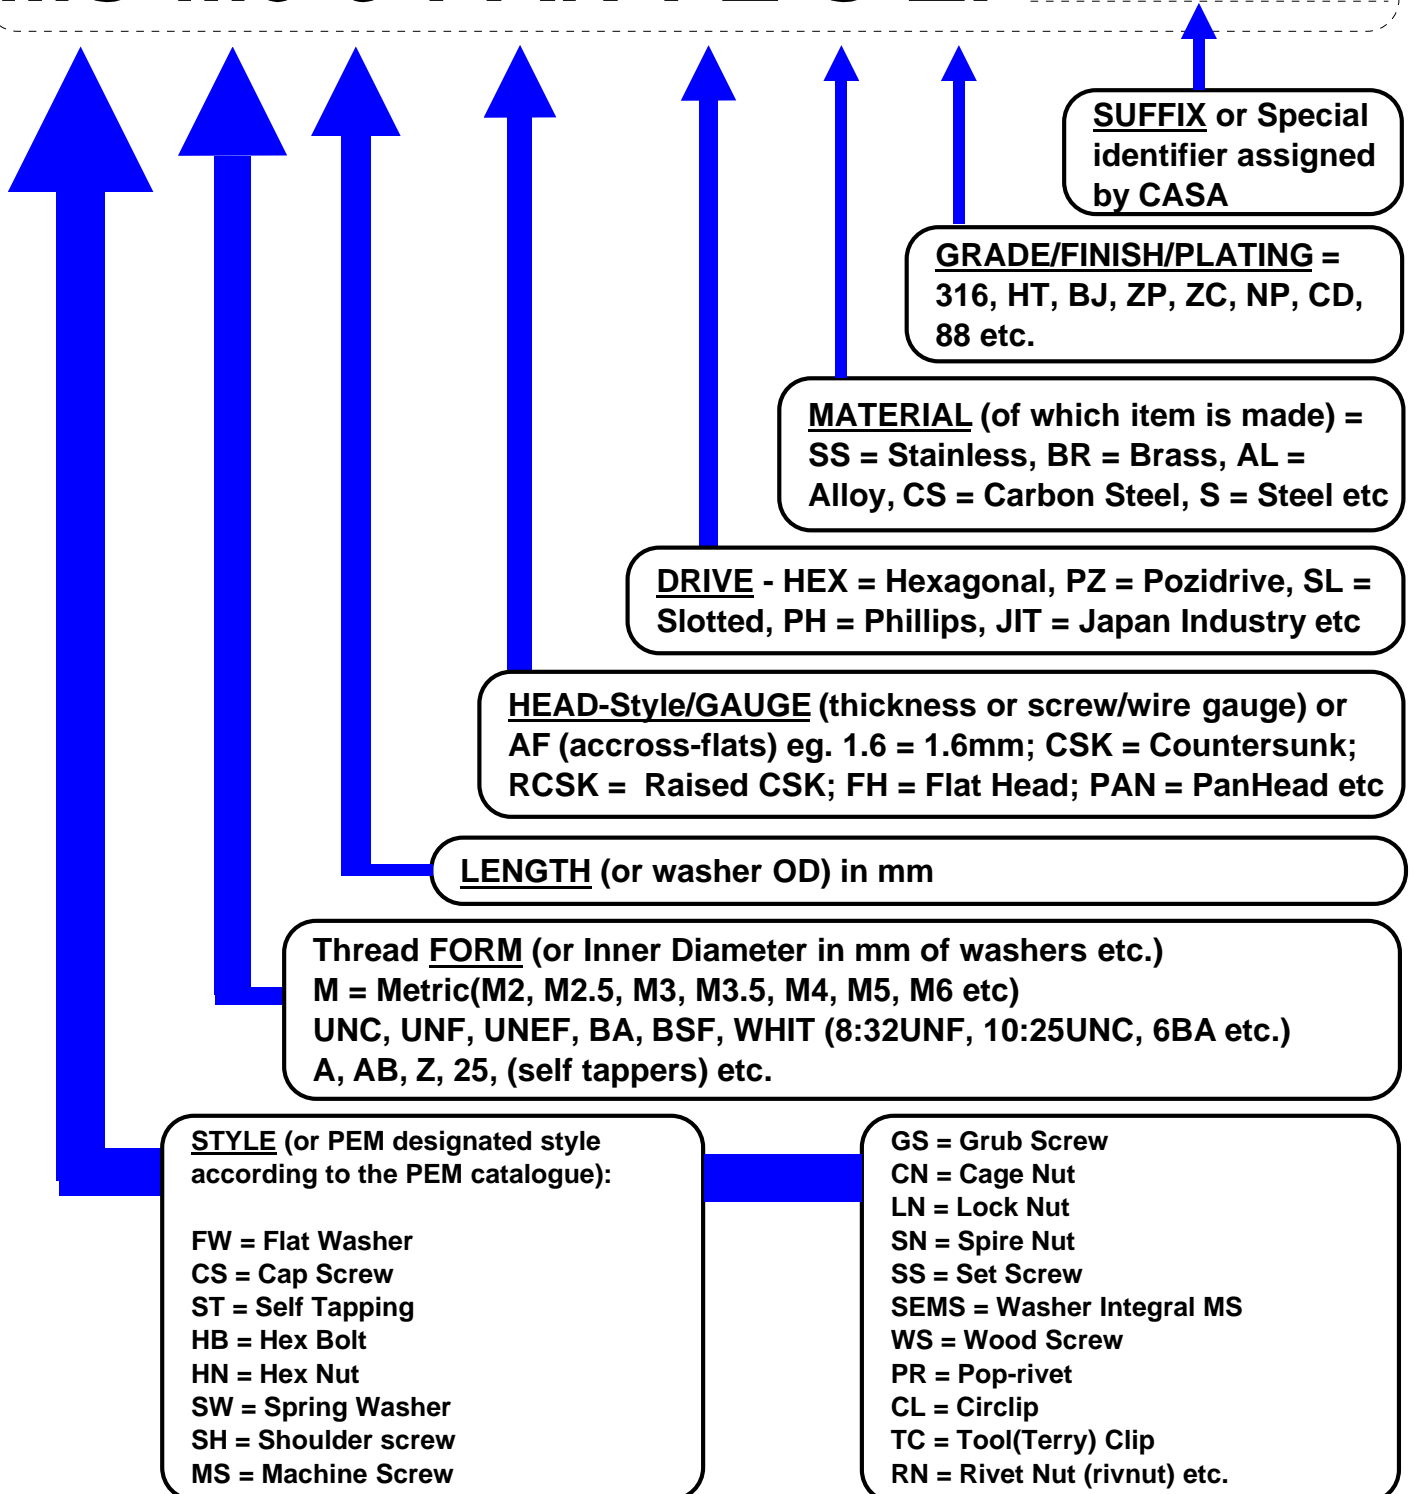 SUFFIX or Special
identifier assigned
by CASA
GRADE/FINISH/PLATING =
316, HT, BJ, ZP, ZC, NP, CD,
88 etc.
MATERIAL (of which item is made) =
SS = Stainless, BR = Brass, AL =
Alloy, CS = Carbon Steel, S = Steel etc
DRIVE - HEX = Hexagonal, PZ = Pozidrive, SL =
Slotted, PH = Phillips, JIT = Japan Industry etc
HEAD-Style/GAUGE (thickness or screw/wire gauge) or
AF (accross-flats) eg. 1.6 = 1.6mm; CSK = Countersunk;
RCSK = Raised CSK; FH = Flat Head; PAN = PanHead etc
LENGTH (or washer OD) in mm
Thread FORM (or Inner Diameter in mm of washers etc.)
M = Metric(M2, M2.5, M3, M3.5, M4, M5, M6 etc)
UNC, UNF, UNEF, BA, BSF, WHIT (8:32UNF, 10:25UNC, 6BA etc.)
A, AB, Z, 25, (self tappers) etc.
STYLE (or PEM designated style
according to the PEM catalogue):
FW = Flat Washer
CS = Cap Screw
ST = Self Tapping
HB = Hex Bolt
HN = Hex Nut
SW = Spring Washer
SH = Shoulder screw
MS = Machine Screw
GS = Grub Screw
CN = Cage Nut
LN = Lock Nut
SN = Spire Nut
SS = Set Screw
SEMS = Washer Integral MS
WS = Wood Screw
PR = Pop-rivet
CL = Circlip
TC = Tool(Terry) Clip
RN = Rivet Nut (rivnut) etc.